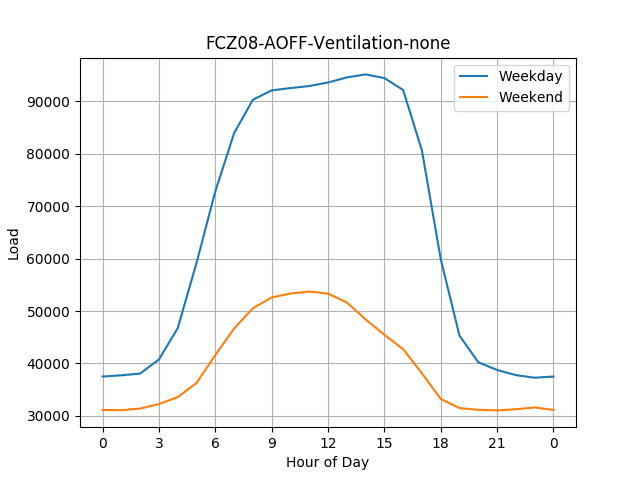 FCZ08-AOFF-Ventilation-none
Weekday
Weekend
90000
80000
70000
60000
50000
40000
30000
Load
0 3 6 9 12 15 18 21 0
Hour of Day